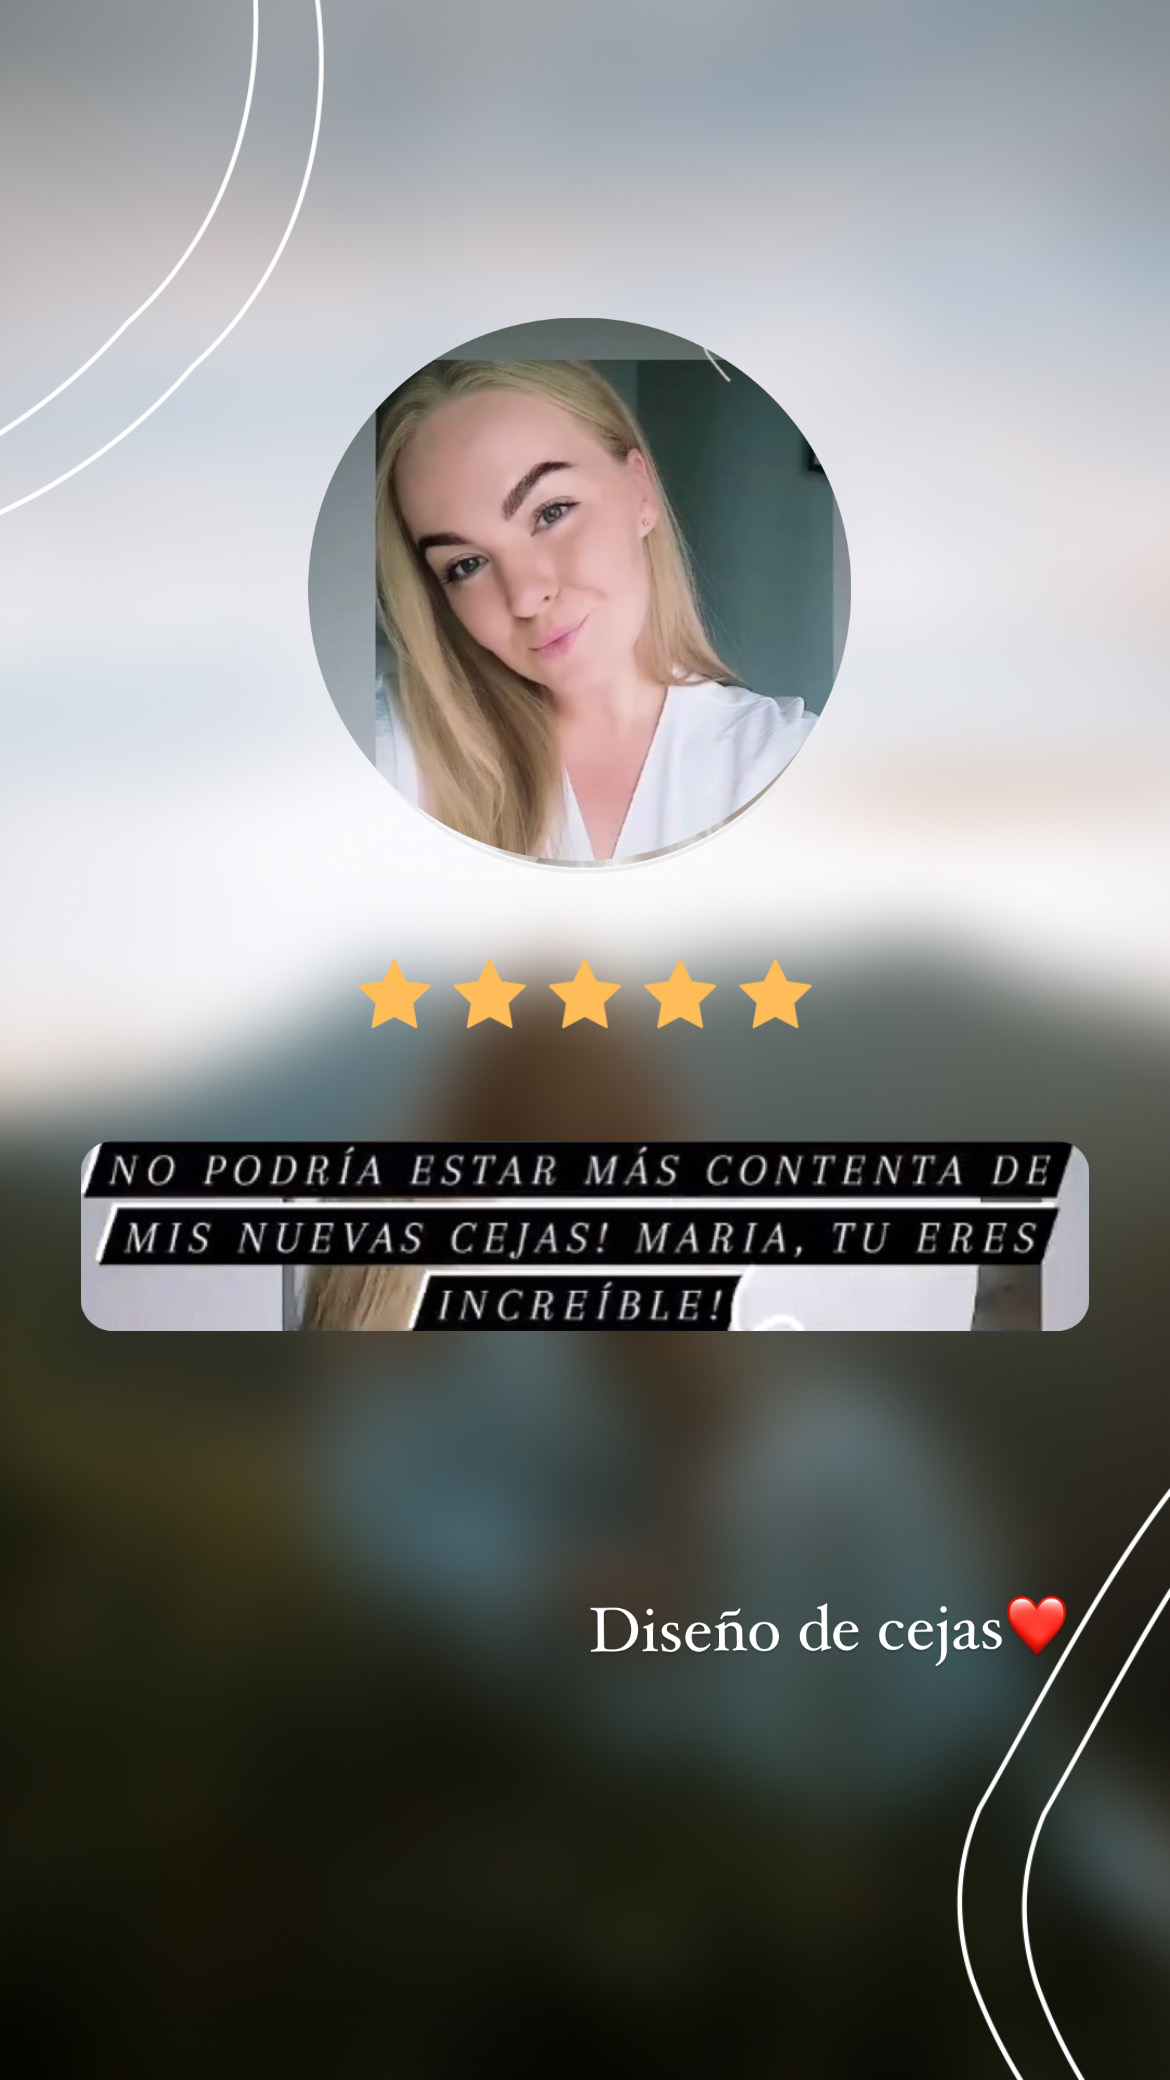 NO PODRÍA ESTAR MÁS CONTENTA DE
MIS NUEVAS CEJAS! MARIA, TU ERES
INCREÍBLE!
Diseño de cejas❤️